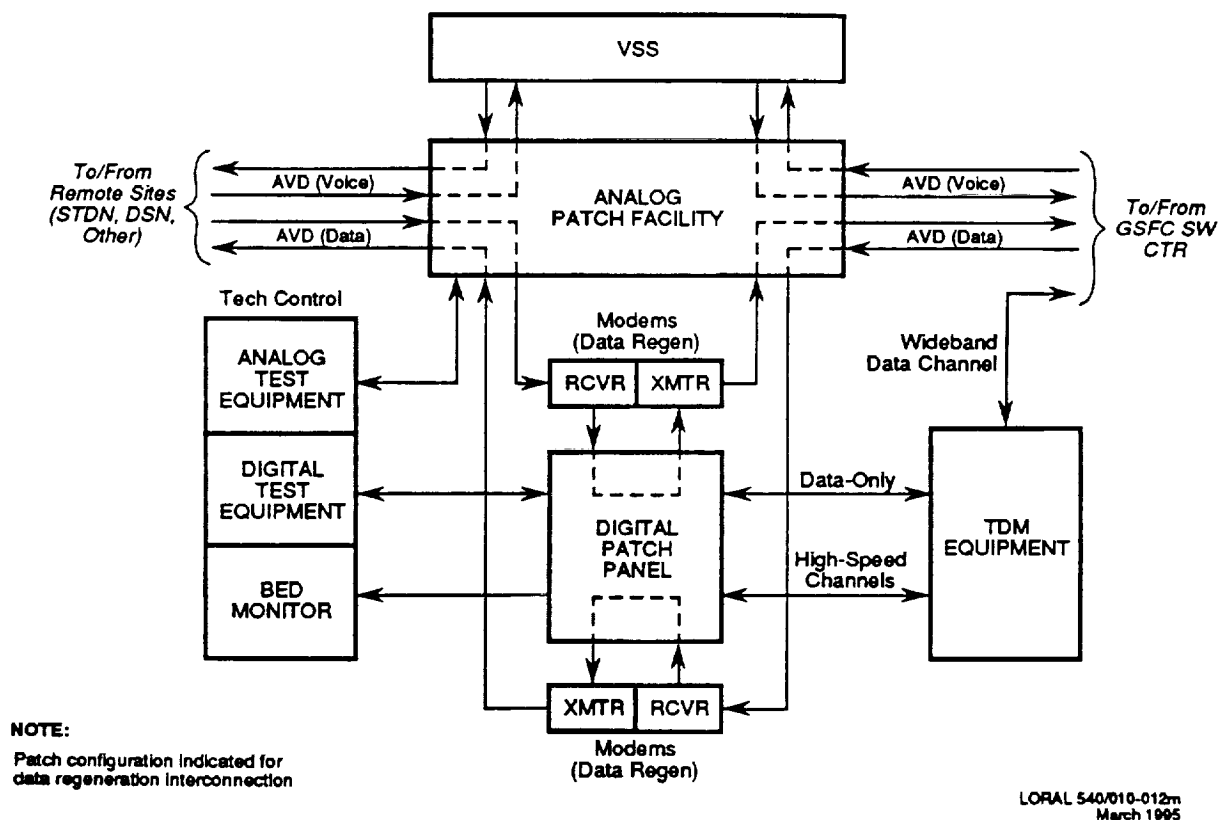 VSS
To/From
Remote Sites
(STDN, DSN,
Other)
AVD (Voice)
AVD (Data)
ANALOG
PATCH FACILITY
AVD (Voice)
AVD (Data)
To/From
GSFC SW
CTR
Tech Control
ANALOG
TEST
EQUIPMENT
DIGITAL
TEST
EQUIPMENT
BED
MONITOR
Modems
(Data Regen)
RCVR
XMTR
Wideband
Data Channel
DIGITAL
PATCH
PANEL
Data-Only
High-Speed
Channels
TDM
EQUIPMENT
XMTR
RCVR
Modems
(Data Regen)
NOTE:
Patch configuration indicated for
data regeneration interconnection
LORAL 540/010-012m
March 1995